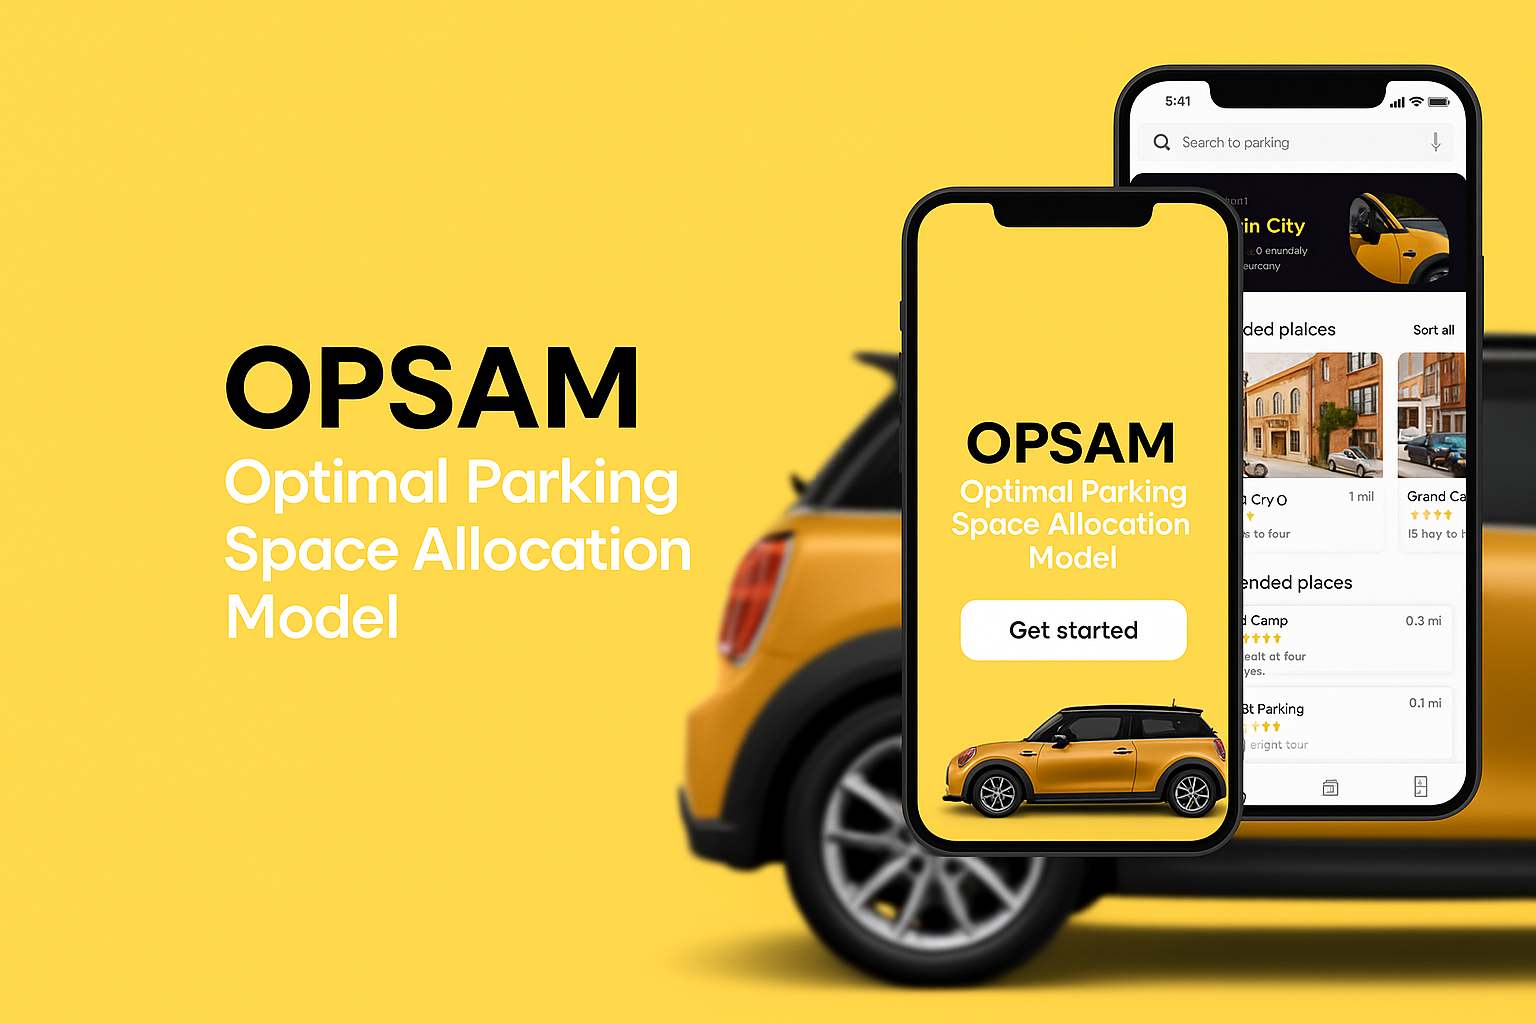 OPSAM
Optimal Parking
Space Allocation
Model
OPSAM
Optimal Parking
Space Allocation
Model
Get started
5:41
Search to parking
in City
0 enundaly
eurcany
ded plalces
Sort all
Cry O
1 mil
s to four
Grand Ca
15 hay to h
ended places
d Camp
0.3 mi
ealt at four
yes.
Bt Parking
0.1 mi
eright tour